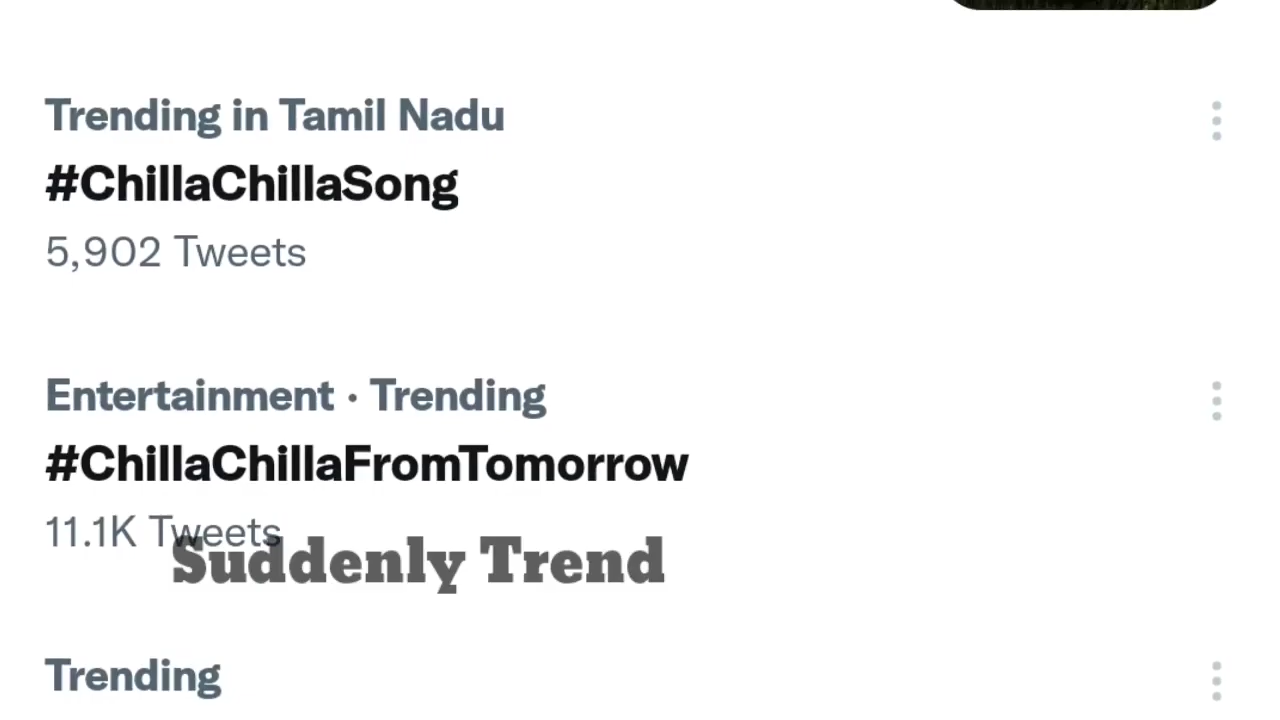 Trending in Tamil Nadu
#ChillaChillaSong
5,902 Tweets
Entertainment · Trending
#ChillaChillaFromTomorrow
11.1K Tweets
Suddenly Trend
Trending